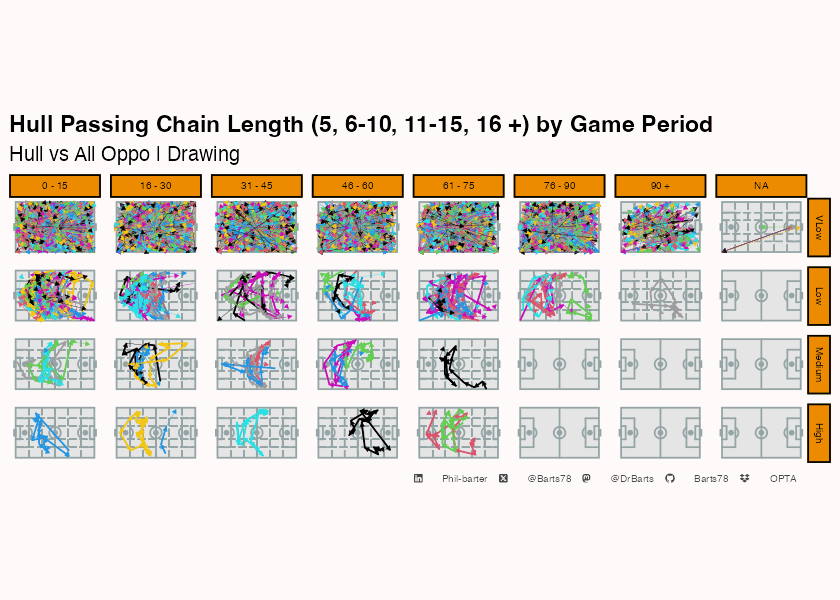 Hull Passing Chain Length (5, 6-10, 11-15, 16 +) by Game Period
Hull vs All Oppo | Drawing
0 - 15 16 - 30 31 - 45 46 - 60 61 - 75 76 - 90 90 + NA
VLow
Low
Medium
High
Phil-barter @Barts78 @DrBarts Barts78 OPTA